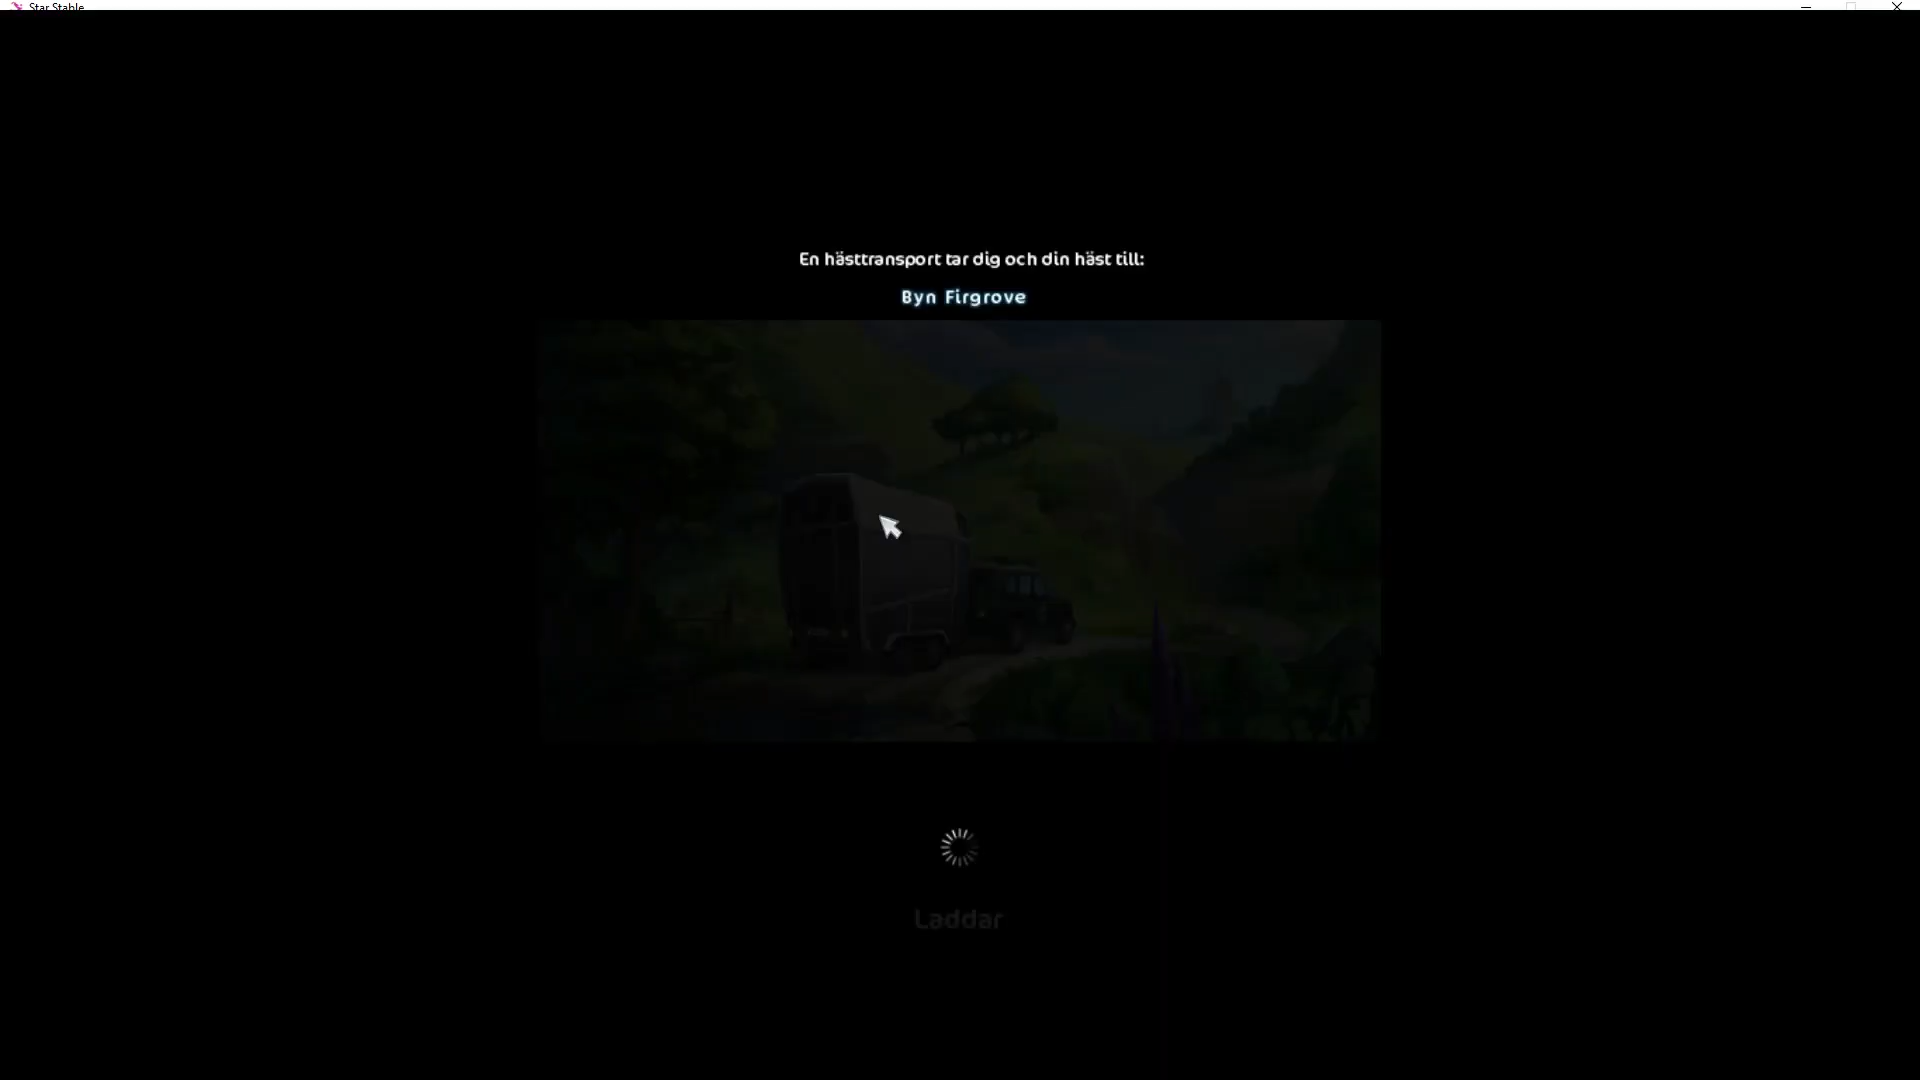 Star Stable
En hästtransport tar dig och din häst till:
Byn Firgrove
Laddar